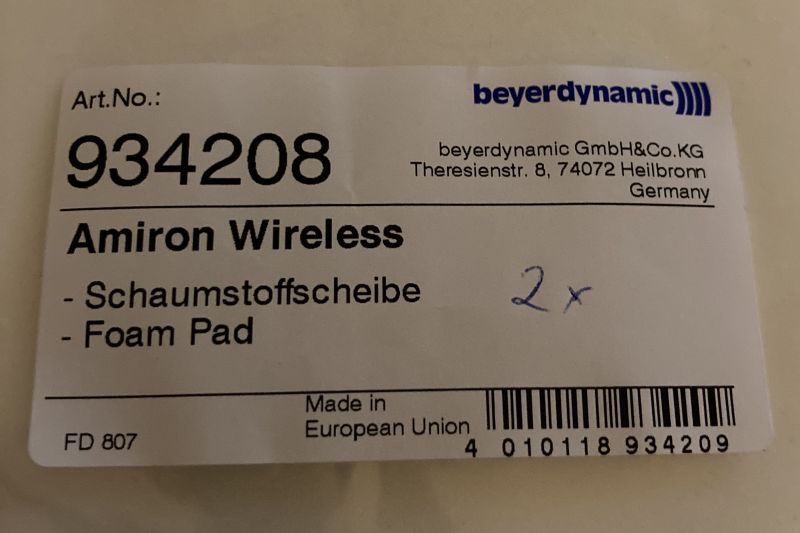 Art.No.:
beyerdynamic
934208
beyerdynamic GmbH&Co.KG
Theresienstr. 8, 74072 Heilbronn
Germany
Amiron Wireless
- Schaumstoffscheibe
- Foam Pad
2x
FD 807
Made in
European Union
4 010118 934209